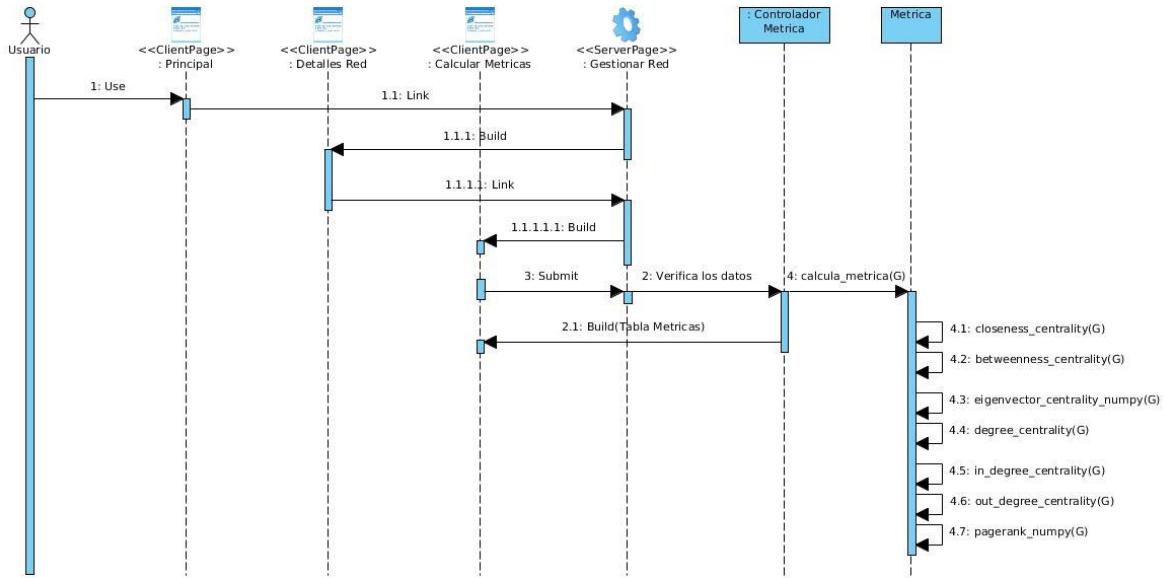 : Controlador
Metrica
Metrica
Usuario
<<ClientPage>>
: Principal
<<ClientPage>>
: Detalles Red
<<ClientPage>>
: Calcular Metricas
<<ServerPage>>
: Gestionar Red
1: Use
1.1: Link
1.1.1: Build
1.1.1.1: Link
1.1.1.1.1: Build
3: Submit
2: Verifica los datos
4: calcula_metrica(G)
2.1: Build(Tabla Metricas)
4.1: closeness_centrality(G)
4.2: betweenness_centrality(G)
4.3: eigenvector_centrality_numpy(G)
4.4: degree_centrality(G)
4.5: in_degree_centrality(G)
4.6: out_degree_centrality(G)
4.7: pagerank_numpy(G)